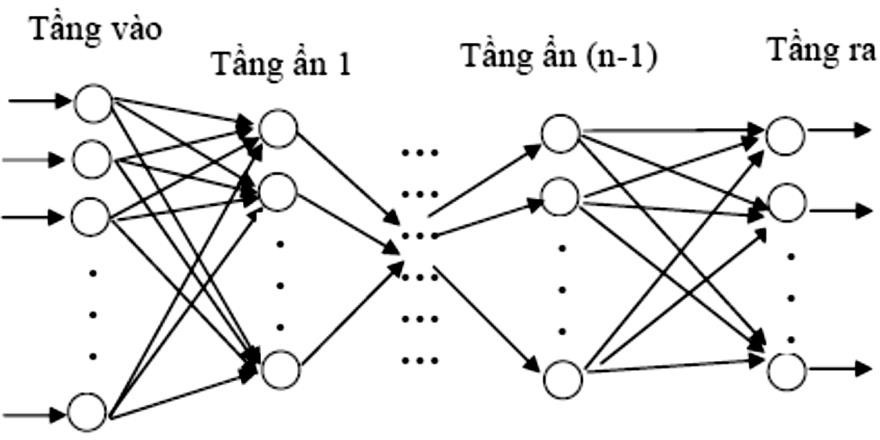 Tầng vào
Tầng ẩn 1
Tầng ẩn (n-1)
Tầng ra